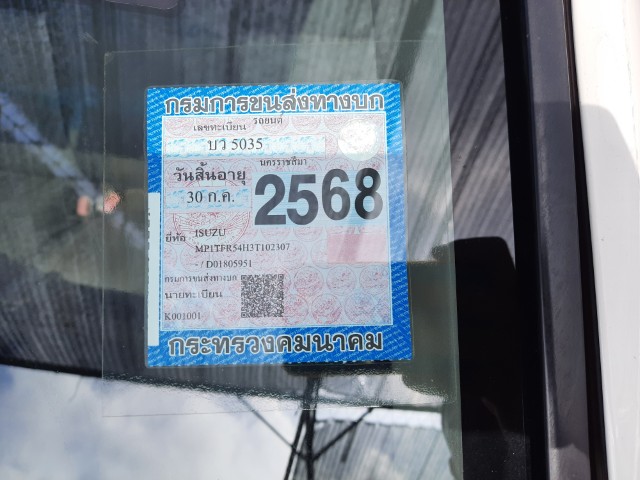 กรมการขนส่งทางบก
เลขทะเบียน รถยนต์
บว 5035
นครราชสีมา
วันสิ้นอายุ
30 ก.ค.
2568
ยี่ห้อ ISUZU
MP1TFR54H3T102307
/ D01805951
กรมการขนส่งทางบก
นายทะเบียน
K001001
กระทรวงคมนาคม